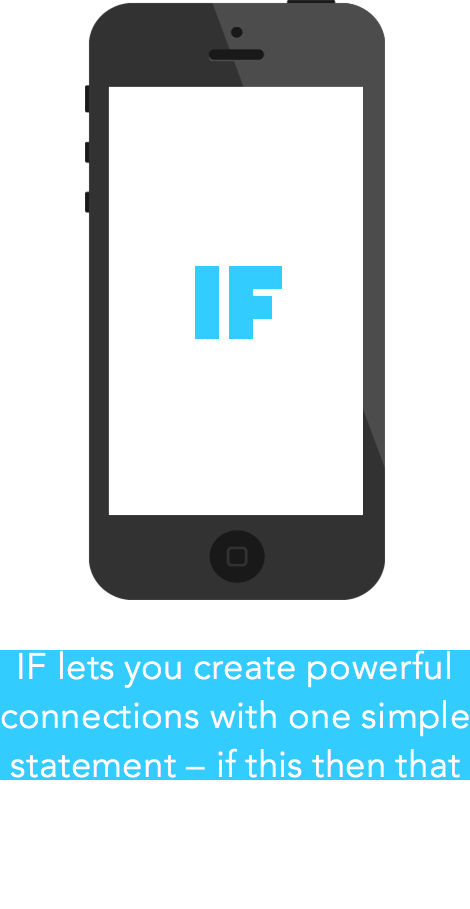 IF
IF lets you create powerful
connections with one simple
statement – if this then that